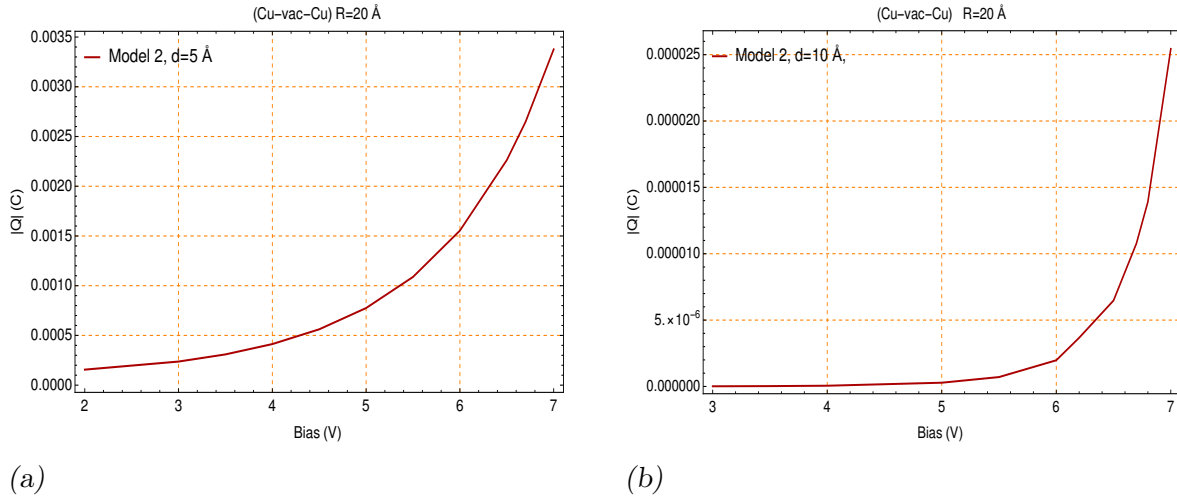 (Cu−vac−Cu) R=20 Å
0.0035
Model 2, d=5 Å
0.0030
0.0025
0.0020
0.0015
0.0010
0.0005
0.0000
|Q| (C)
2 3 4 5 6 7
Bias (V)
(a)
(Cu−vac−Cu) R=20 Å
0.000025
Model 2, d=10 Å,
0.000020
0.000015
0.000010
5.×10⁻⁶
0.000000
|Q| (C)
3 4 5 6 7
Bias (V)
(b)